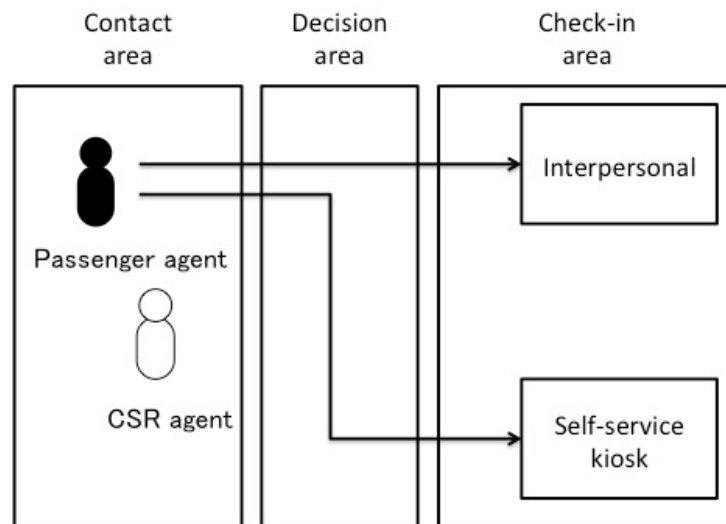 Contact
area
Decision
area
Check-in
area
Passenger agent
CSR agent
Interpersonal
Self-service
kiosk